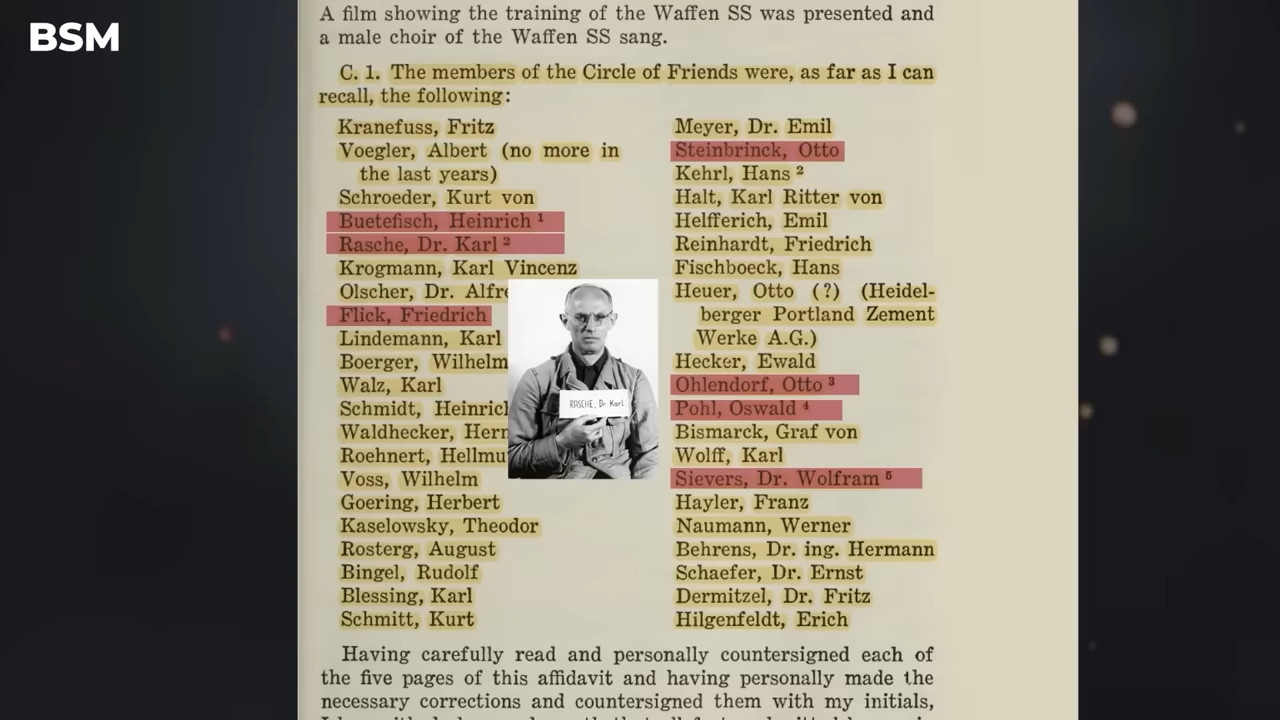 BSM
A film showing the training of the Waffen SS was presented and
a male choir of the Waffen SS sang.
C. 1. The members of the Circle of Friends were, as far as I can
recall, the following:
Kranefuss, Fritz
Voegler, Albert (no more in
the last years)
Schroeder, Kurt von
Buetefisch, Heinrich ¹
Rasche, Dr. Karl ²
Krogmann, Karl Vincenz
Olscher, Dr.
Flick, Friedrich
Lindemann, Karl
Boerger, Wilhelm
Walz, Karl
Schmidt,
Waldhecker,
Roehnert,
Voss, Wilhelm
Goering, Herbert
Kaselowsky, Theodor
Rosterg, August
Bingel, Rudolf
Blessing, Karl
Schmitt, Kurt
Meyer, Dr. Emil
Steinbrinck, Otto
Kehrl, Hans ²
Halt, Karl Ritter von
Helfferich, Emil
Reinhardt, Friedrich
Fischboeck, Hans
Heuer, Otto (?) (Heidel-
berger Portland Zement
Werke A.G.)
Hecker, Ewald
Ohlendorf, Otto ³
Pohl, Oswald ⁴
Bismarck, Graf von
Wolff, Karl
Sievers, Dr. Wolfram ⁵
Hayler, Franz
Naumann, Werner
Behrens, Dr. ing. Hermann
Schaefer, Dr. Ernst
Dermitzel, Dr. Fritz
Hilgenfeldt, Erich
RASCHE, Dr Karl
Having carefully read and personally countersigned each of
the five pages of this affidavit and having personally made the
necessary corrections and countersigned them with my initials,